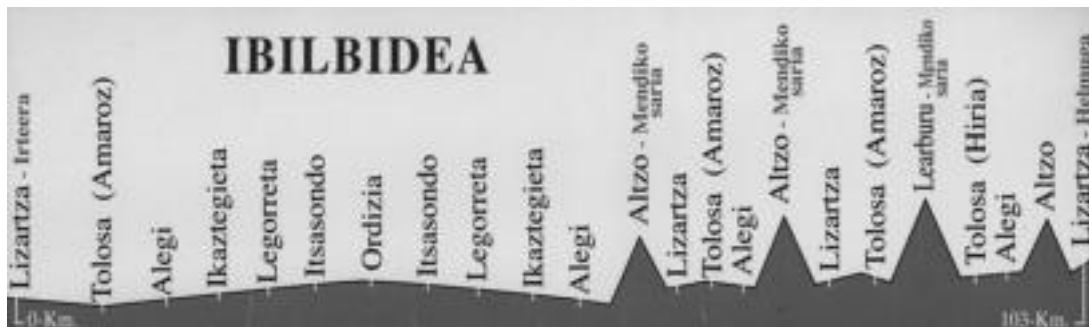 IBILBIDEA
Lizartza - Irteera
Tolosa (Amaroz)
Alegi
Ikaztegieta
Legorreta
Itsasondo
Ordizia
Itsasondo
Legorreta
Ikaztegieta
Alegi
Altzo - Mendiko
saria
Lizartza
Tolosa (Amaroz)
Alegi
Altzo - Mendiko
saria
Lizartza
Tolosa (Amaroz)
Learburu - Mendiko
saria
Tolosa (Hiria)
Alegi
Altzo
Lizartza - Helmuga
0-Km.
103-Km.